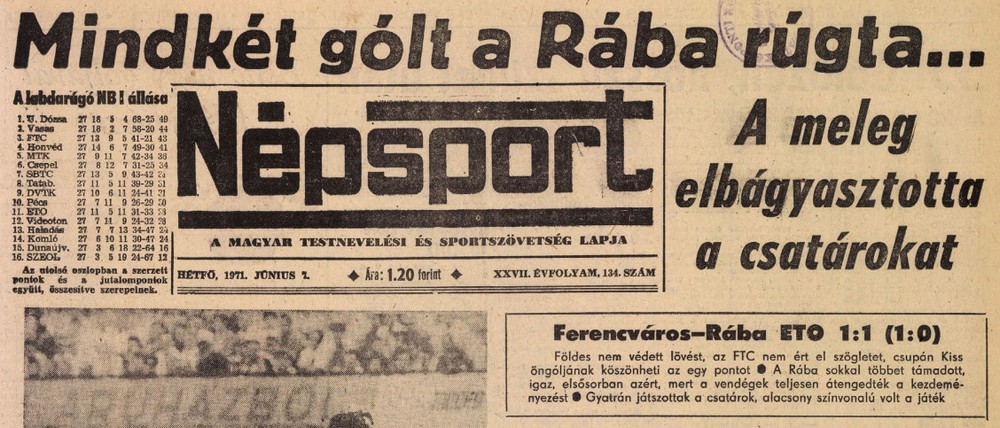 Mindkét gólt a Rába rúgta...
A labdarúgó NB I állása
1. Ú. Dózsa 27 18 5 4 68-25 49
2. Vasas 27 18 2 7 58-20 44
3. FTC 27 13 9 5 41-21 43
4. Honvéd 27 14 6 7 49-30 41
5. MTK 27 9 11 7 42-34 36
6. Csepel 27 8 12 7 31-25 34
7. SBTC 27 13 5 9 43-42
8. Tatab. 27 11 5 11 39-29
9. DVTK 27 10 6 11 24-41
10. Pécs 27 9 7 11 26-29 30
11. ETO 27 11 5 11 31-33
12. Videoton 27 7 11 9 24-32 28
13. Haladás 27 7 7 13 34-47 24
14. Komló 27 6 10 11 30-47 24
15. Dunaújv. 27 3 6 18 22-64 16
16. SZEOL 27 3 5 19 24-67 12
Az utolsó oszlopban a szerzett
pontok és a jutalompontok
együtt, összesítve szerepelnek.
Népsport
A MAGYAR TESTNEVELÉSI ÉS SPORTSZÖVETSÉG LAPJA
HÉTFŐ, 1971. JÚNIUS 7. ◆ Ára: 1.20 forint ◆ XXVII. ÉVFOLYAM, 134. SZÁM
A meleg
elbágyasztotta
a csatárokat
Ferencváros–Rába ETO 1:1 (1:0)
Földes nem védett lövést, az FTC nem ért el szögletet, csupán Kiss
öngóljának köszönheti az egy pontot ● A Rába sokkal többet támadott,
igaz, elsősorban azért, mert a vendégek teljesen átengedték a kezdemé-
nyezést ● Gyatrán játszottak a csatárok, alacsony színvonalú volt a játék
ÁRUHÁZBÓL